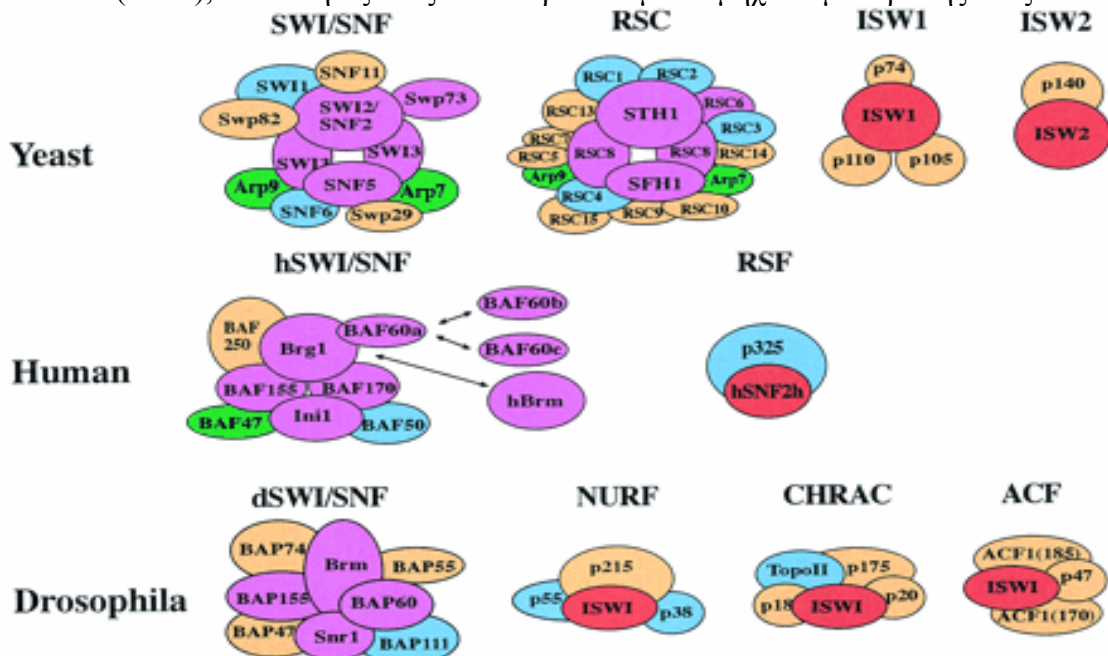 SWI/SNF RSC ISW1 ISW2
SNF11
SWI1
Swp82
SWI2/
SNF2
Swp73
SWI3 SWI3
SNF5
Arp9 Arp7
SNF6
Swp29
RSC1 RSC2
RSC13
STH1
RSC6
RSC3
RSC7
RSC5
RSC8 RSC8
RSC14
Arp9 Arp7
SFH1
RSC4
RSC15
RSC9
RSC10
p74
ISW1
p110 p105
p140
ISW2
Yeast
hSWI/SNF RSF
BAF
250
Brg1
BAF60a
BAF60b
BAF60c
hBrm
BAF155 BAF170
BAF47 Ini1 BAF50
p325
hSNF2h
Human
dSWI/SNF NURF CHRAC ACF
BAP74
Brm
BAP55
BAP155
BAP60
BAP47
Snr1
BAP111
p215
p55
ISWI
p38
TopoII
p175
p18
ISWI
p20
ACF1(185)
ISWI
p47
ACF1(170)
Drosophila